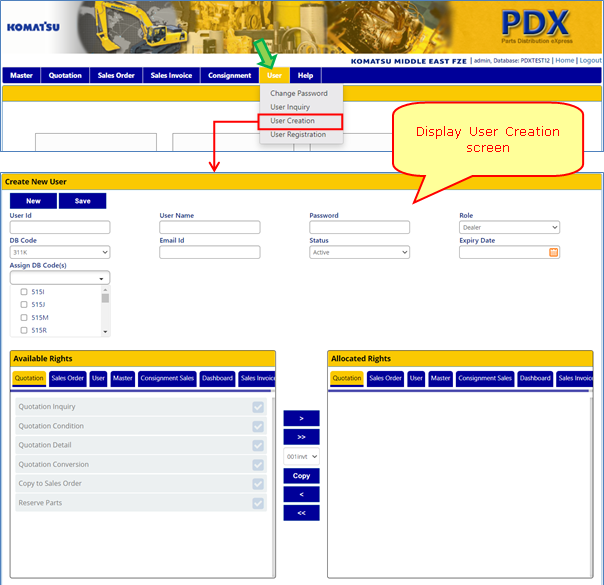 KOMATSU
PDX
Parts Distribution eXpress
KOMATSU MIDDLE EAST FZE | admin, Database: PDXTEST12 | Home | Logout
Master Quotation Sales Order Sales Invoice Consignment User Help
Change Password
User Inquiry
User Creation
User Registration
Display User Creation
screen
Create New User
New Save
User Id User Name Password Role
Dealer
DB Code Email Id Status Expiry Date
311K Active
Assign DB Code(s)
515I
515J
515M
515R
Available Rights Allocated Rights
Quotation Sales Order User Master Consignment Sales Dashboard Sales Invoice Quotation Sales Order User Master Consignment Sales Dashboard Sales Invoice
Quotation Inquiry
Quotation Condition
Quotation Detail
Quotation Conversion
Copy to Sales Order
Reserve Parts
>
>>
001invt
Copy
<
<<